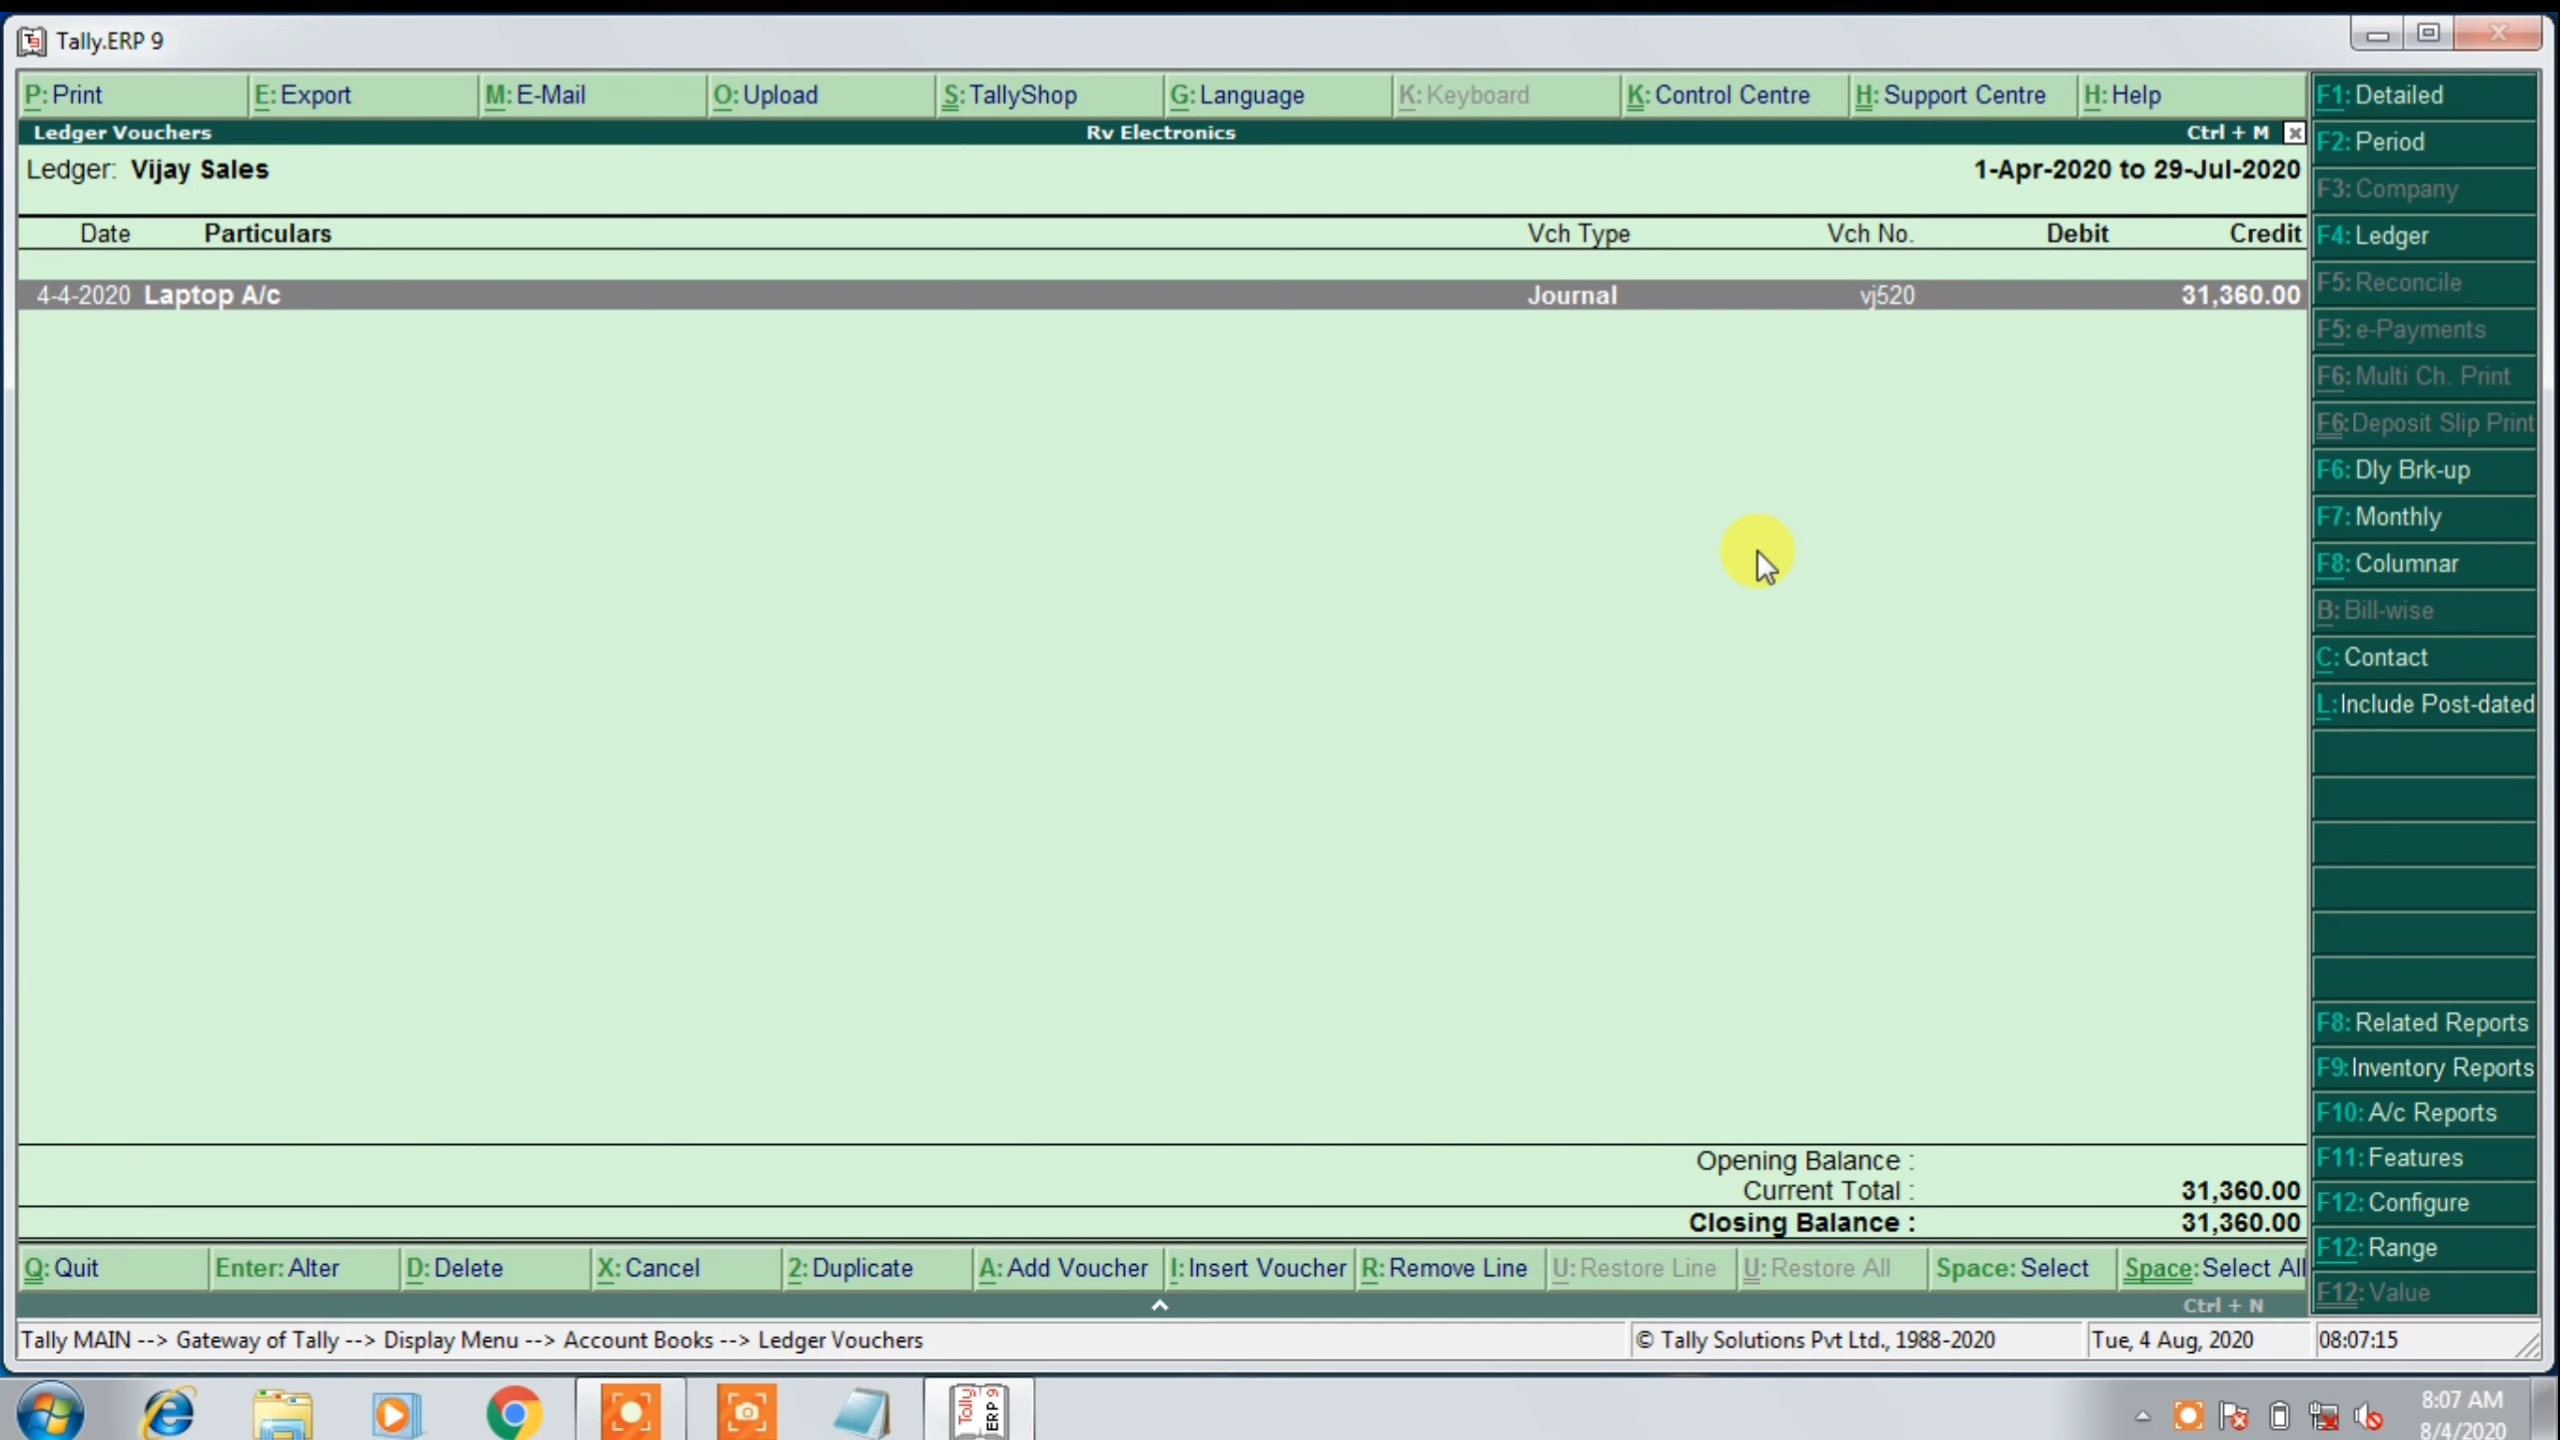 Tally.ERP 9
P: Print E: Export M: E-Mail O: Upload S: TallyShop G: Language K: Keyboard K: Control Centre H: Support Centre H: Help
Ledger Vouchers Rv Electronics Ctrl + M
Ledger: Vijay Sales 1-Apr-2020 to 29-Jul-2020
Date Particulars Vch Type Vch No. Debit Credit
4-4-2020 Laptop A/c Journal vj520 31,360.00
Opening Balance :
Current Total : 31,360.00
Closing Balance : 31,360.00
F1: Detailed
F2: Period
F3: Company
F4: Ledger
F5: Reconcile
F5: e-Payments
F6: Multi Ch. Print
F6: Deposit Slip Print
F6: Dly Brk-up
F7: Monthly
F8: Columnar
B: Bill-wise
C: Contact
L: Include Post-dated
F8: Related Reports
F9: Inventory Reports
F10: A/c Reports
F11: Features
F12: Configure
F12: Range
F12: Value
Q: Quit Enter: Alter D: Delete X: Cancel 2: Duplicate A: Add Voucher I: Insert Voucher R: Remove Line U: Restore Line U: Restore All Space: Select Space: Select All
Ctrl + N
Tally MAIN --> Gateway of Tally --> Display Menu --> Account Books --> Ledger Vouchers © Tally Solutions Pvt Ltd., 1988-2020 Tue, 4 Aug, 2020 08:07:15
Tally
ERP 9
8:07 AM
8/4/2020